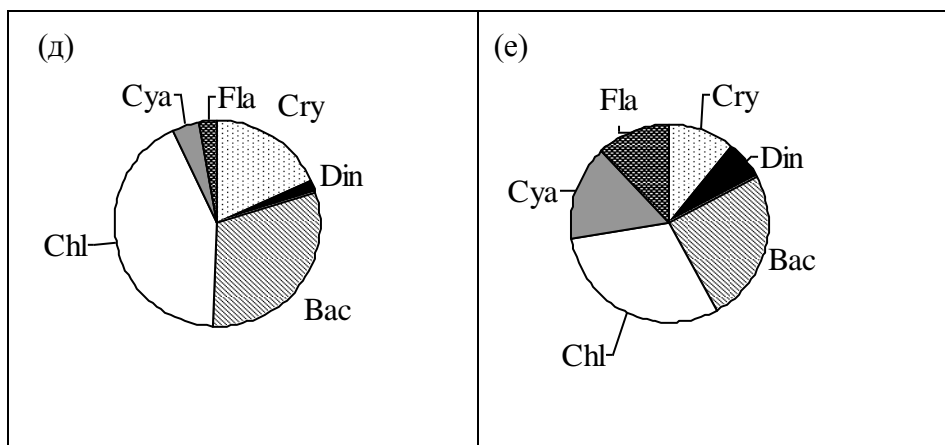 (д)
Cya
Fla
Cry
Din
Chl
Bac
(е)
Fla
Cry
Din
Cya
Bac
Chl